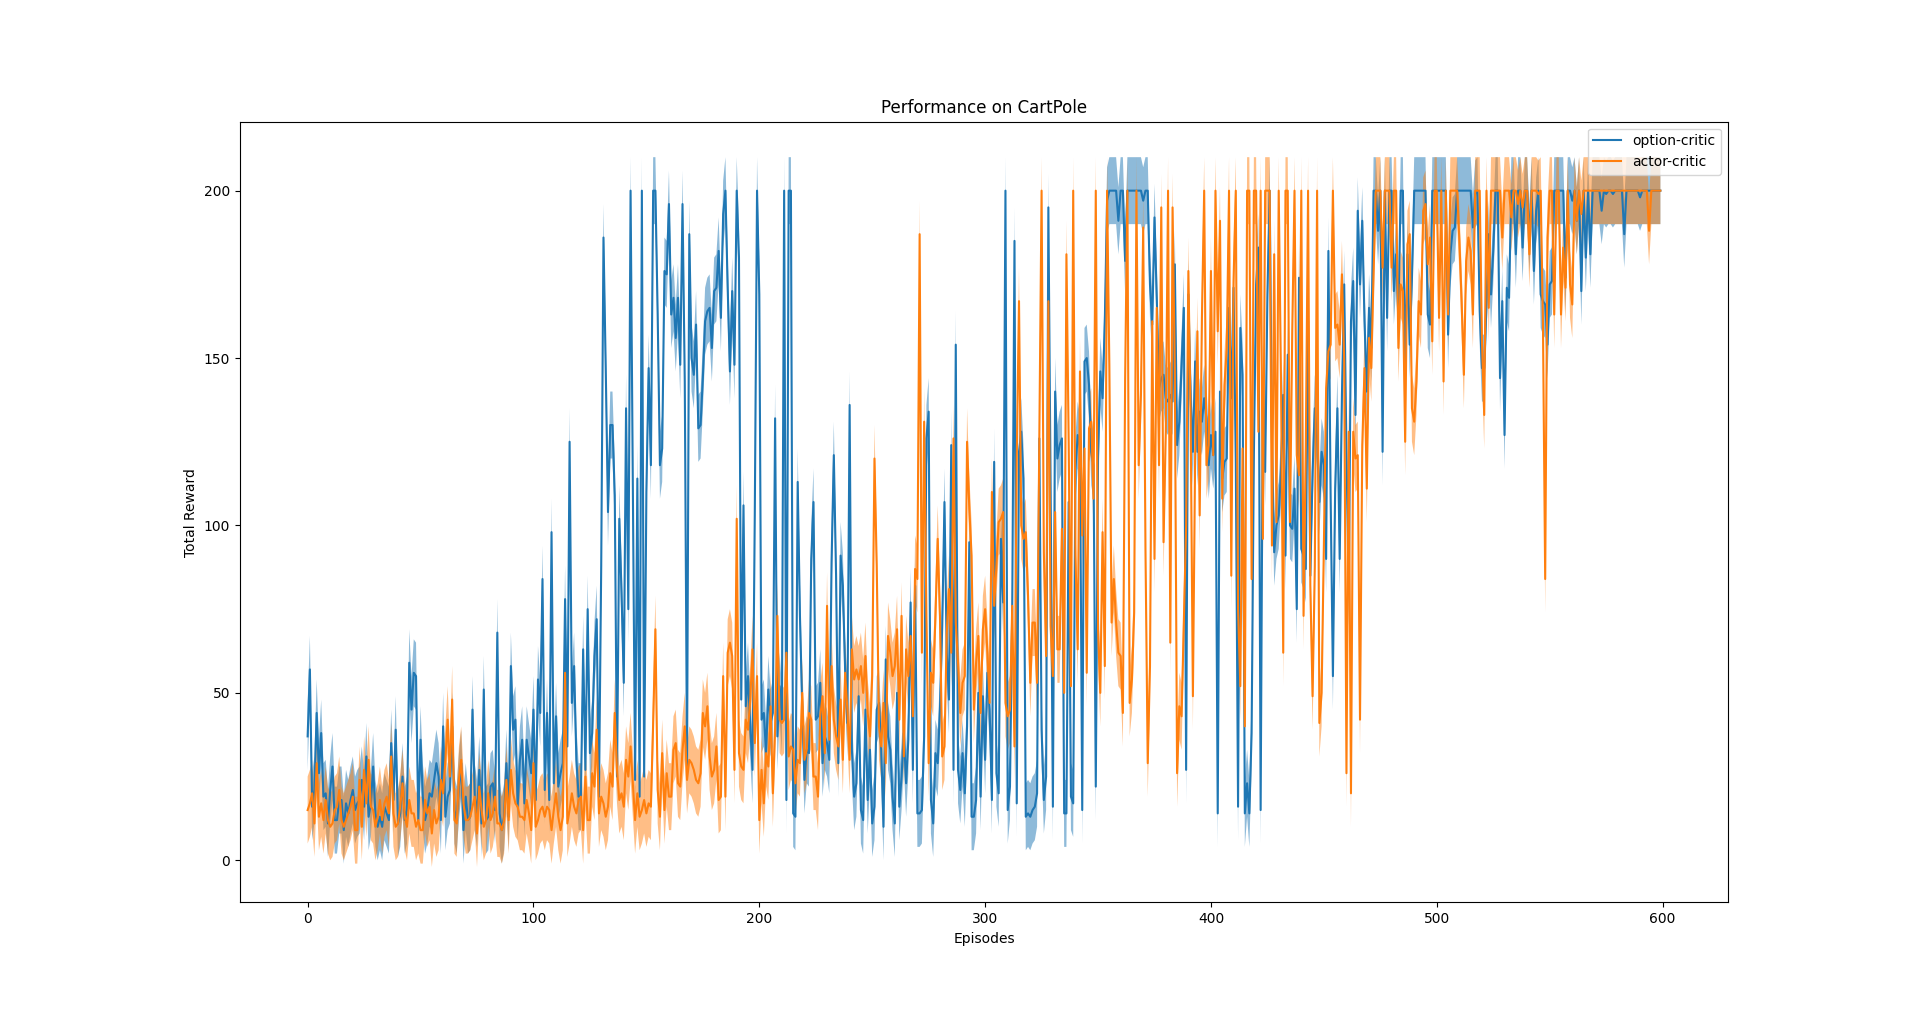 Performance on CartPole
option-critic
actor-critic
200
150
100
50
0
Total Reward
0 100 200 300 400 500 600
Episodes